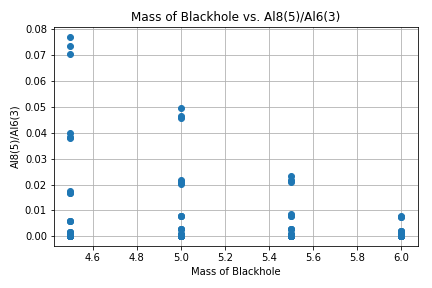 Mass of Blackhole vs. Al8(5)/Al6(3)
0.08
0.07
0.06
0.05
0.04
0.03
0.02
0.01
0.00
Al8(5)/Al6(3)
4.6 4.8 5.0 5.2 5.4 5.6 5.8 6.0
Mass of Blackhole